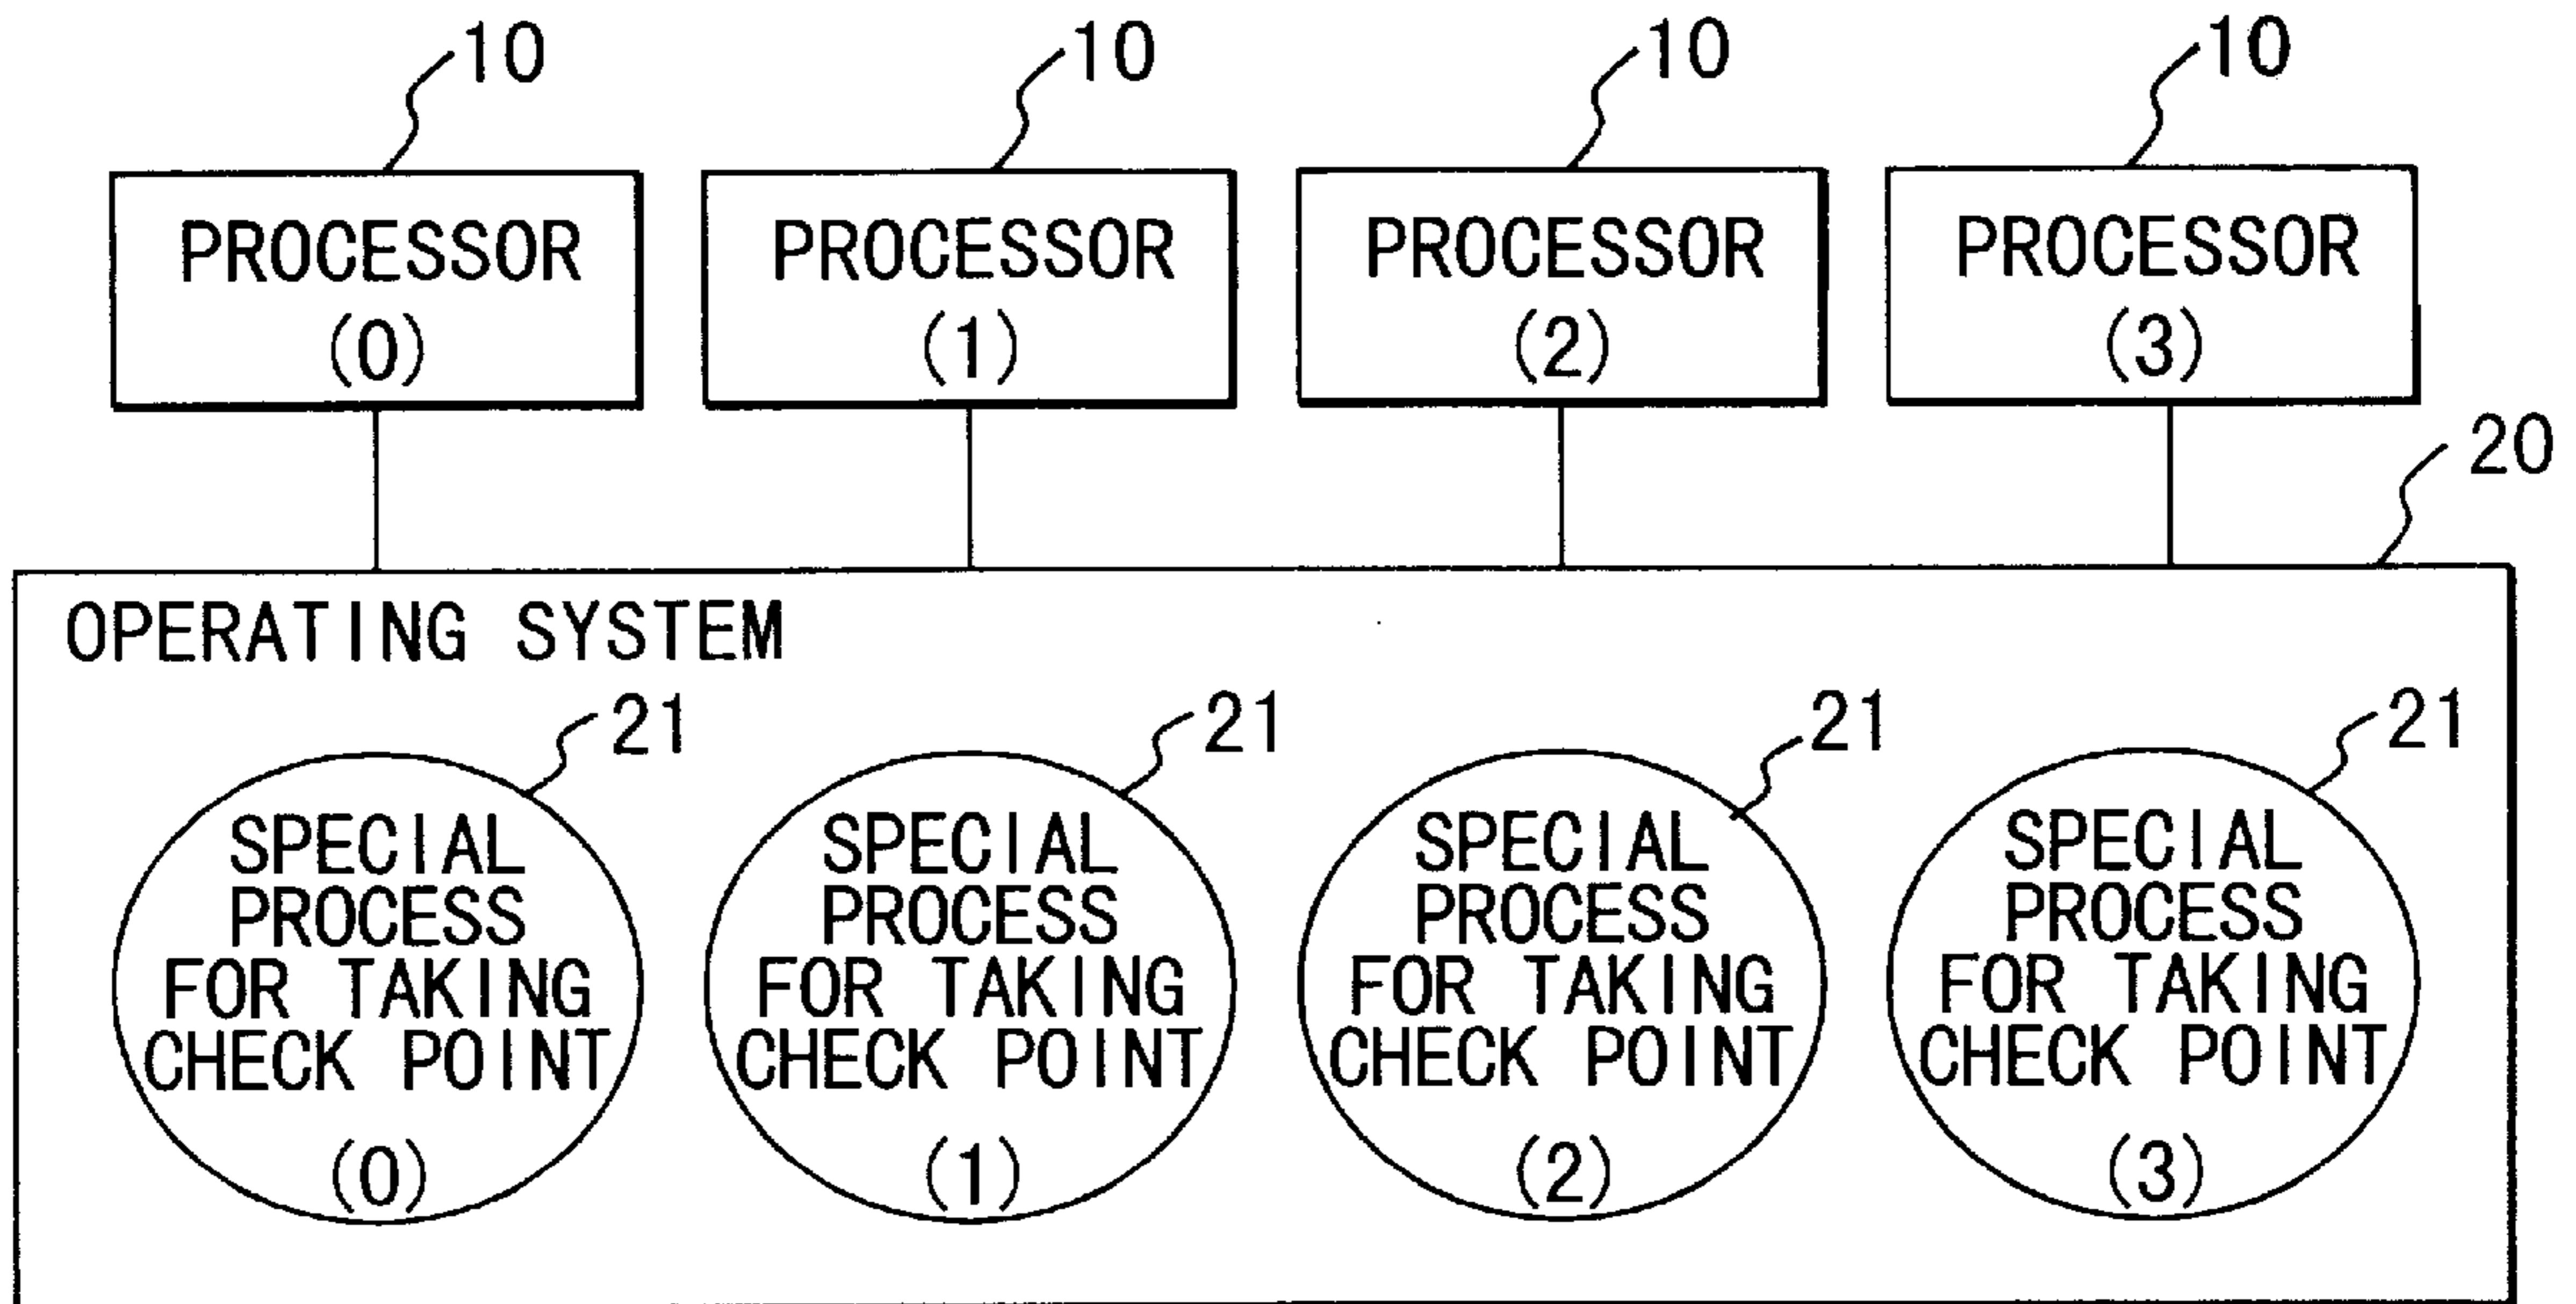 10 10 10 10
PROCESSOR PROCESSOR PROCESSOR PROCESSOR
(0) (1) (2) (3)
20
OPERATING SYSTEM
21 21 21 21
SPECIAL SPECIAL SPECIAL SPECIAL
PROCESS PROCESS PROCESS PROCESS
FOR TAKING FOR TAKING FOR TAKING FOR TAKING
CHECK POINT CHECK POINT CHECK POINT CHECK POINT
(0) (1) (2) (3)